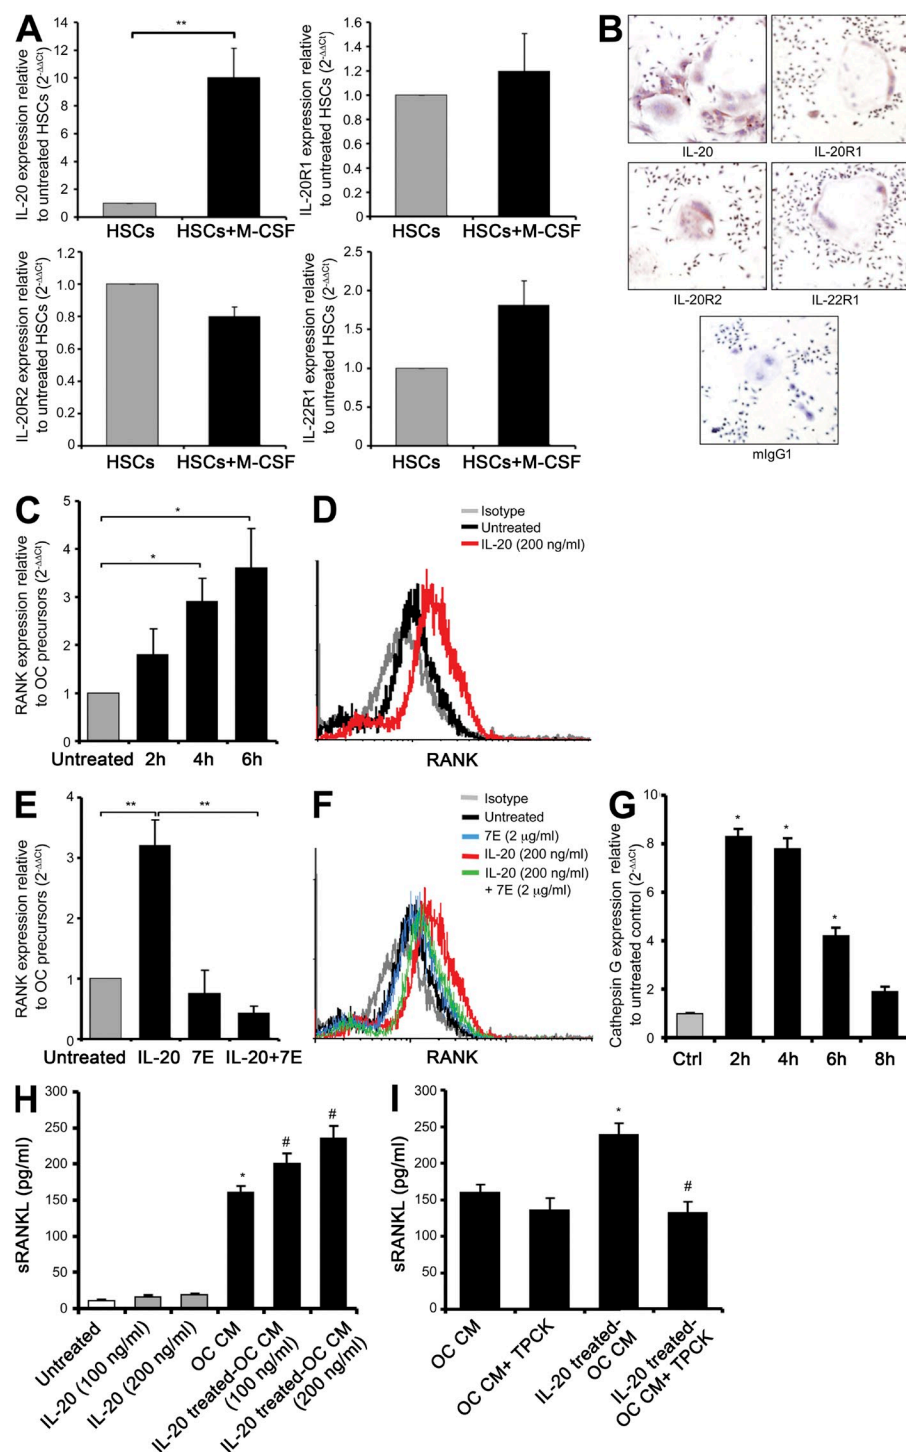 A
IL-20 expression relative
to untreated HSCs (2-ΔΔCt)
14
12
10
8
6
4
2
0
**
HSCs
HSCs+M-CSF
IL-20R1 expression relative
to untreated HSCs (2-ΔΔCt)
1.6
1.4
1.2
1.0
0.8
0.6
0.4
0.2
0
HSCs
HSCs+M-CSF
IL-20R2 expression relative
to untreated HSCs (2-ΔΔCt)
1.2
1.0
0.8
0.6
0.4
0.2
0
HSCs
HSCs+M-CSF
IL-22R1 expression relative
to untreated HSCs (2-ΔΔCt)
2.5
2.0
1.5
1.0
0.5
0
HSCs
HSCs+M-CSF
B
IL-20
IL-20R1
IL-20R2
IL-22R1
mIgG1
C
RANK expression relative
to OC precursors (2-ΔΔCt)
5
4
3
2
1
0
*
*
Untreated
2h
4h
6h
D
Isotype
Untreated
IL-20 (200 ng/ml)
RANK
E
RANK expression relative
to OC precursors (2-ΔΔCt)
4
3
2
1
0
**
**
Untreated
IL-20
7E
IL-20+7E
F
Isotype
Untreated
7E (2 μg/ml)
IL-20 (200 ng/ml)
IL-20 (200 ng/ml)
+ 7E (2 μg/ml)
RANK
G
Cathepsin G expression relative
to untreated control (2-ΔΔCt)
10
8
6
4
2
0
*
*
*
Ctrl
2h
4h
6h
8h
H
sRANKL (pg/ml)
300
250
200
150
100
50
0
*
#
#
Untreated
IL-20 (100 ng/ml)
IL-20 (200 ng/ml)
OC CM
IL-20 treated-OC CM
(100 ng/ml)
IL-20 treated-OC CM
(200 ng/ml)
I
sRANKL (pg/ml)
300
250
200
150
100
50
0
*
#
OC CM
OC CM+ TPCK
IL-20 treated-
OC CM
IL-20 treated-
OC CM+ TPCK